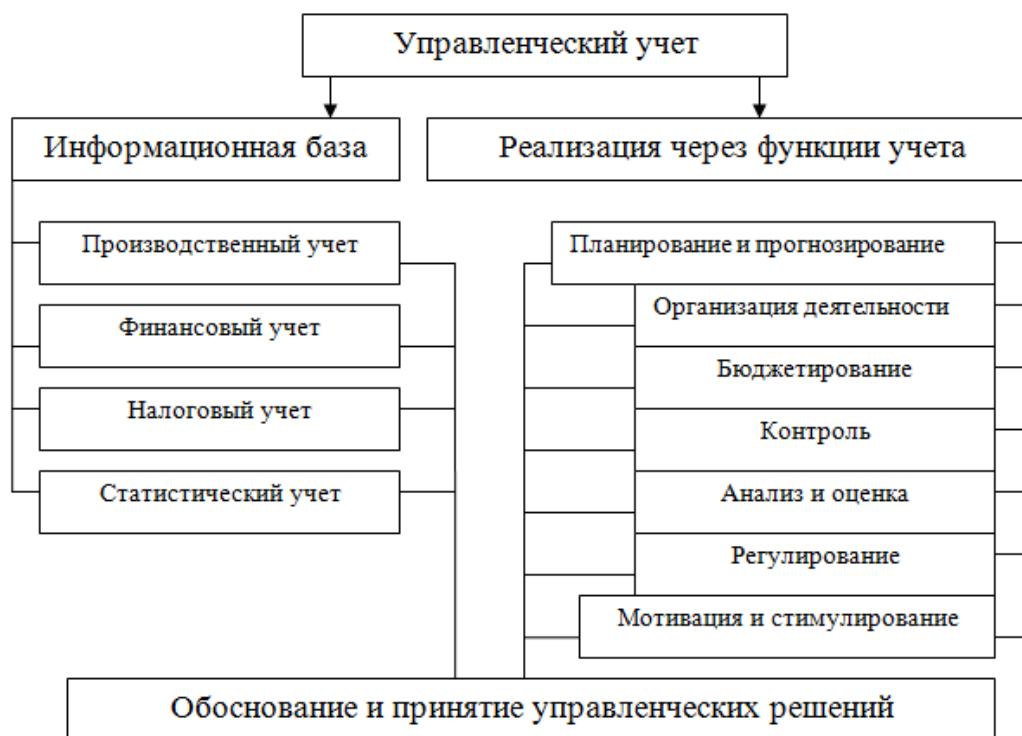 Управленческий учет
Информационная база
Реализация через функции учета
Производственный учет
Финансовый учет
Налоговый учет
Статистический учет
Планирование и прогнозирование
Организация деятельности
Бюджетирование
Контроль
Анализ и оценка
Регулирование
Мотивация и стимулирование
Обоснование и принятие управленческих решений